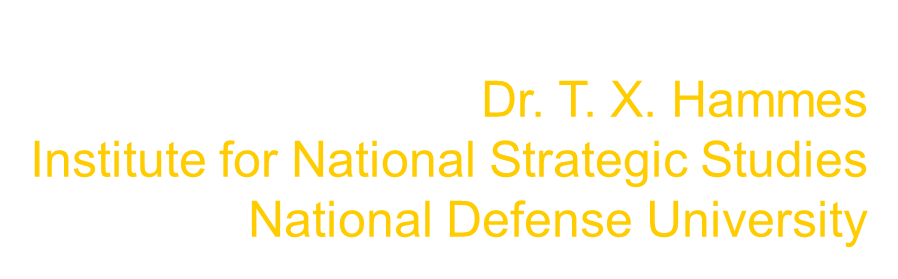 Dr. T. X. Hammes
Institute for National Strategic Studies
National Defense University